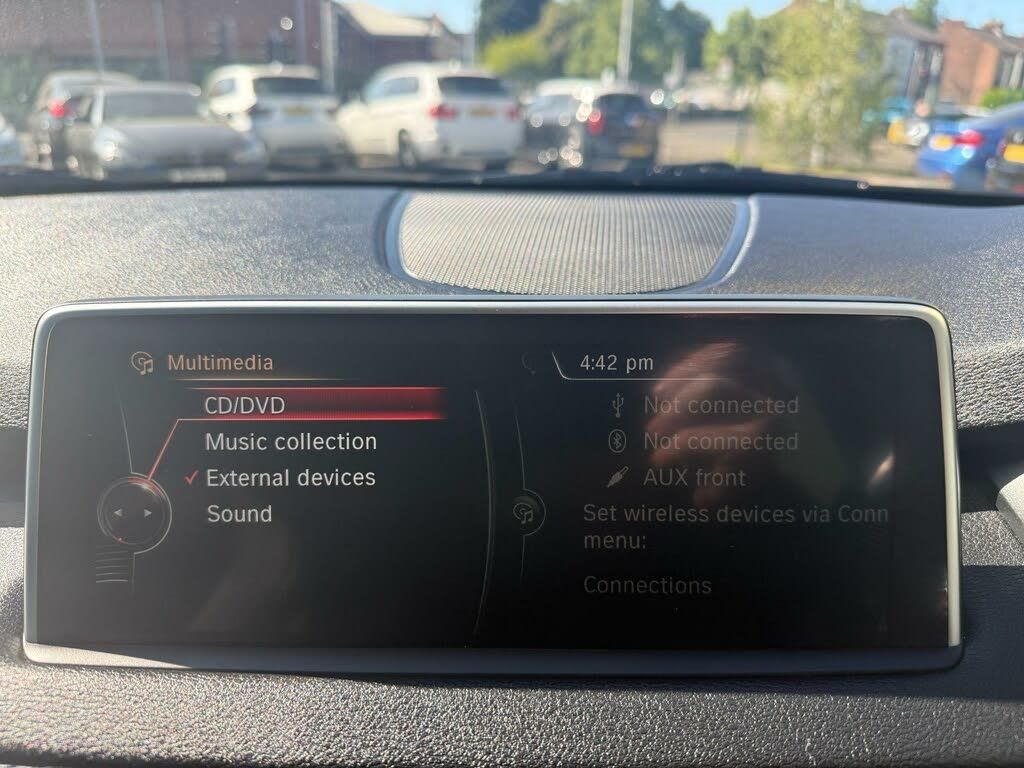 Multimedia
CD/DVD
Music collection
External devices
Sound
4:42 pm
Not connected
Not connected
AUX front
Set wireless devices via Conn
menu:
Connections